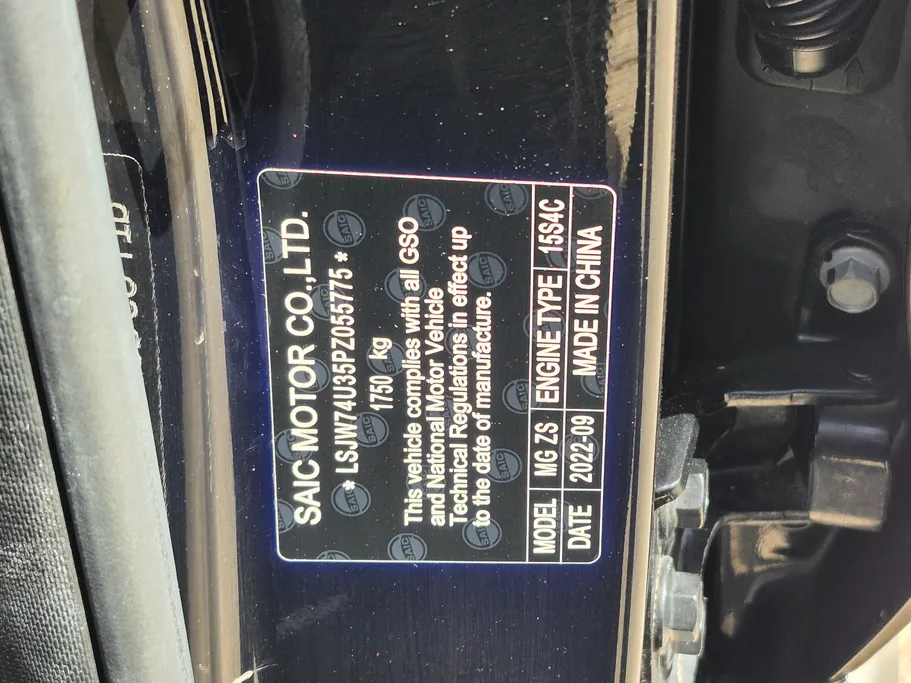 SAIC MOTOR CO.,LTD.
* LSJW74U35PZ055775 *
1750 kg
This vehicle complies with all GSO
and National Motor Vehicle
Technical Regulations in effect up
to the date of manufacture.
MODEL MG ZS ENGINE TYPE 15S4C
DATE 2022-09 MADE IN CHINA
SAIC